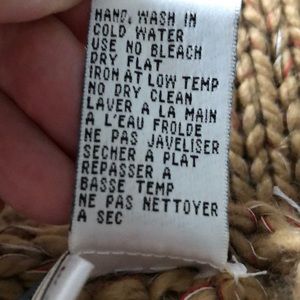 HAND, WASH IN
COLD WATER
USE NO BLEACH
DRY FLAT
IRON AT LOW TEMP
NO DRY CLEAN
LAVER A LA MAIN
A L'EAU FROLDE
NE PAS JAVELISER
SECHER A PLAT
REPASSER A
BASSE TEMP
NE PAS NETTOYER
A SEC